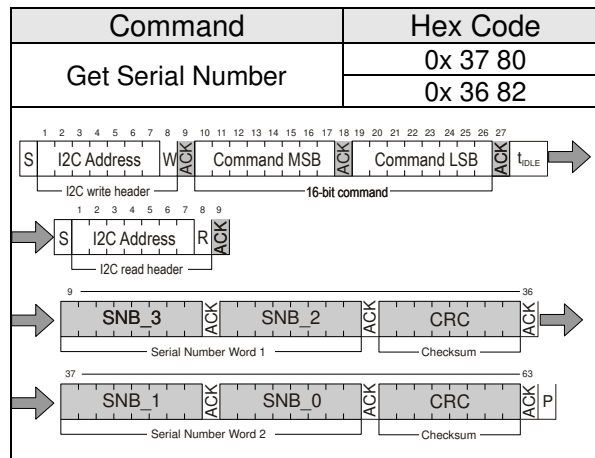 Command Hex Code
Get Serial Number
0x 37 80
0x 36 82
1 2 3 4 5 6 7 8 9 10 11 12 13 14 15 16 17 18 19 20 21 22 23 24 25 26 27
S I2C Address W ACK Command MSB ACK Command LSB ACK tIDLE
I2C write header 16-bit command
1 2 3 4 5 6 7 8 9
S I2C Address R ACK
I2C read header
9 36
SNB_3 ACK SNB_2 ACK CRC ACK
Serial Number Word 1 Checksum
37 63
SNB_1 ACK SNB_0 ACK CRC ACK P
Serial Number Word 2 Checksum